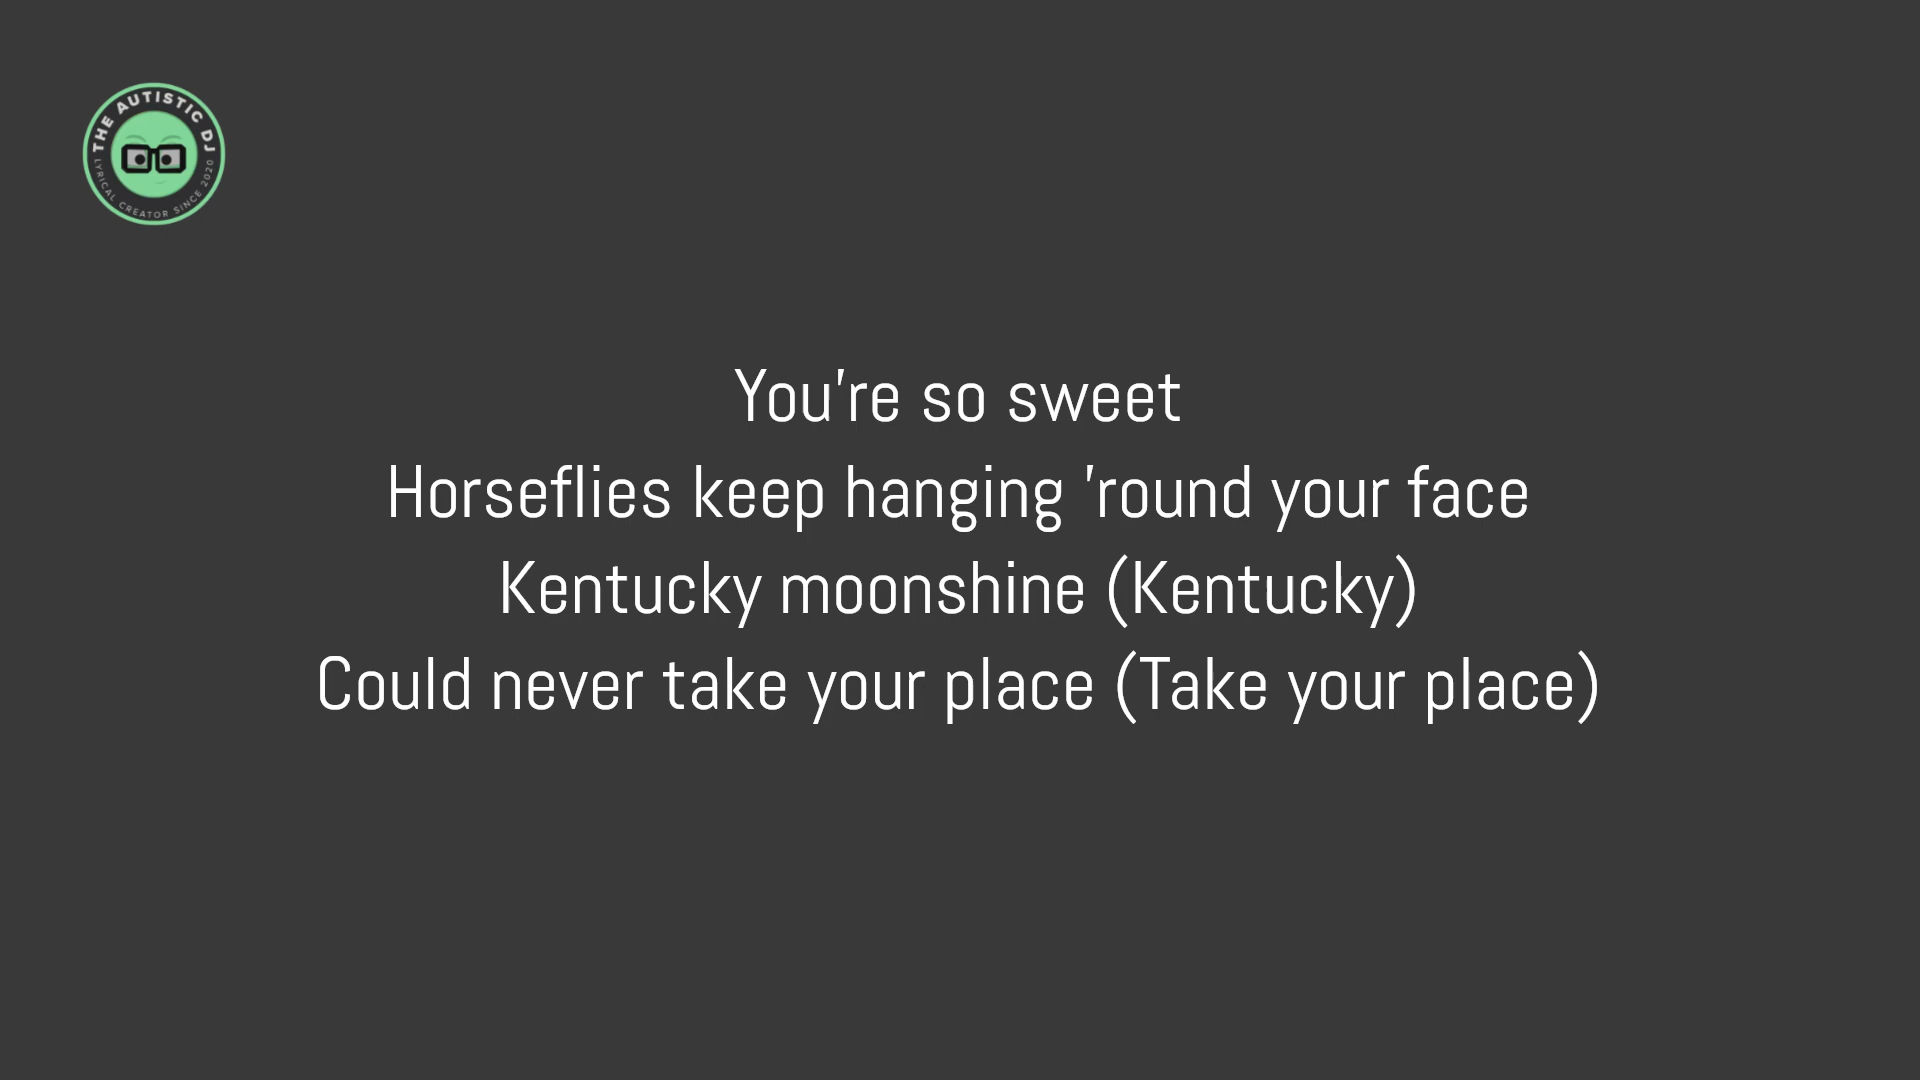 THE AUTISTIC DJ
LYRICAL CREATOR SINCE 2020
You're so sweet
Horseflies keep hanging 'round your face
Kentucky moonshine (Kentucky)
Could never take your place (Take your place)